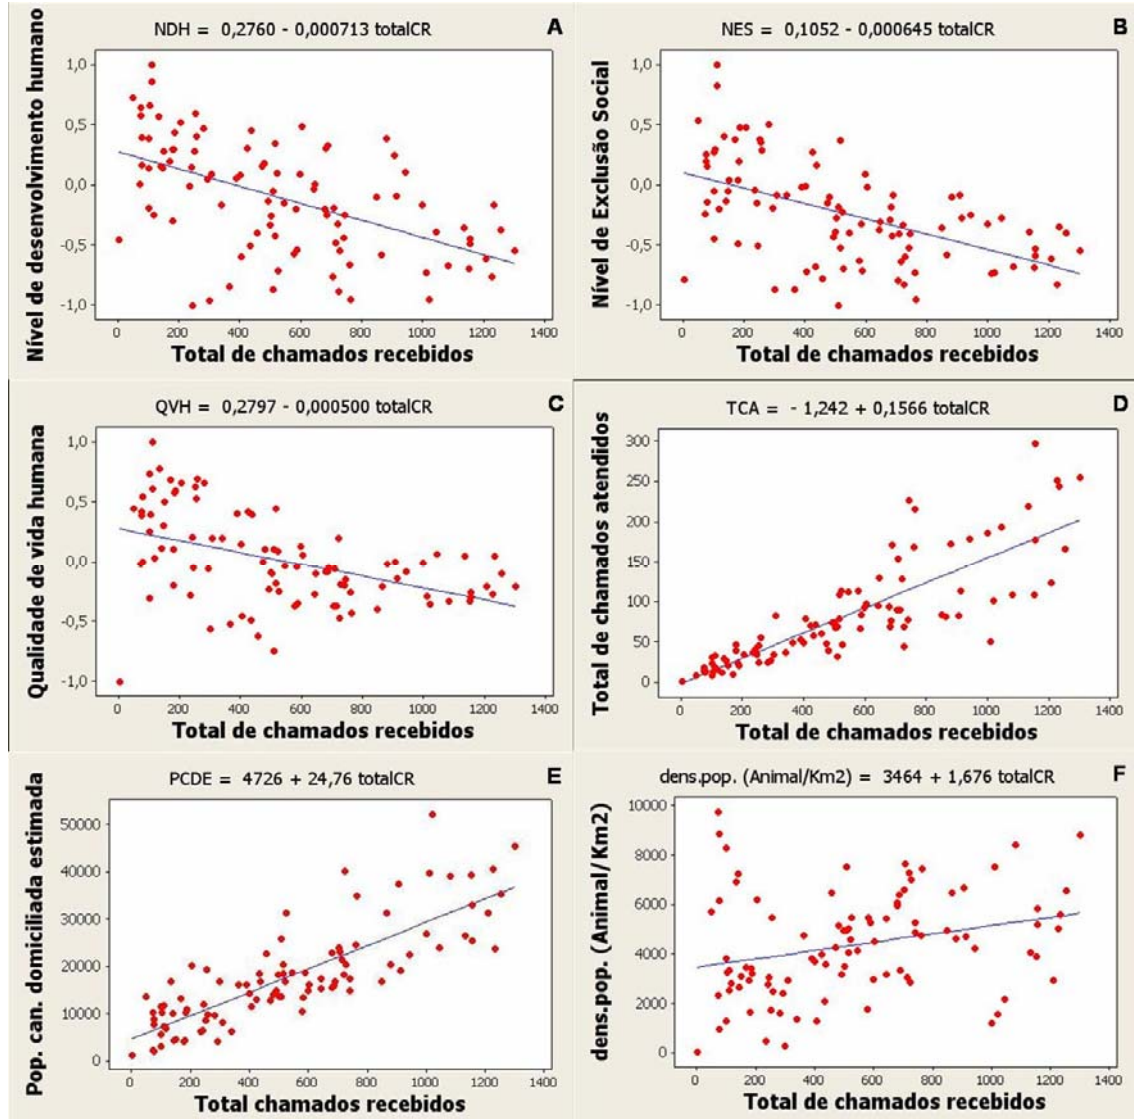 NDH = 0,2760 - 0,000713 totalCR
A
Nível de desenvolvimento humano
1,0
0,5
0,0
-0,5
-1,0
0 200 400 600 800 1000 1200 1400
Total de chamados recebidos
NES = 0,1052 - 0,000645 totalCR
B
Nível de Exclusão Social
1,0
0,5
0,0
-0,5
-1,0
0 200 400 600 800 1000 1200 1400
Total de chamados recebidos
QVH = 0,2797 - 0,000500 totalCR
C
Qualidade de vida humana
1,0
0,5
0,0
-0,5
-1,0
0 200 400 600 800 1000 1200 1400
Total de chamados recebidos
TCA = - 1,242 + 0,1566 totalCR
D
Total de chamados atendidos
300
250
200
150
100
50
0
0 200 400 600 800 1000 1200 1400
Total de chamados recebidos
PCDE = 4726 + 24,76 totalCR
E
Pop. can. domiciliada estimada
50000
40000
30000
20000
10000
0
0 200 400 600 800 1000 1200 1400
Total chamados recebidos
dens.pop. (Animal/Km2) = 3464 + 1,676 totalCR
F
dens.pop. (Animal/Km2)
10000
8000
6000
4000
2000
0
0 200 400 600 800 1000 1200 1400
Total de chamados recebidos